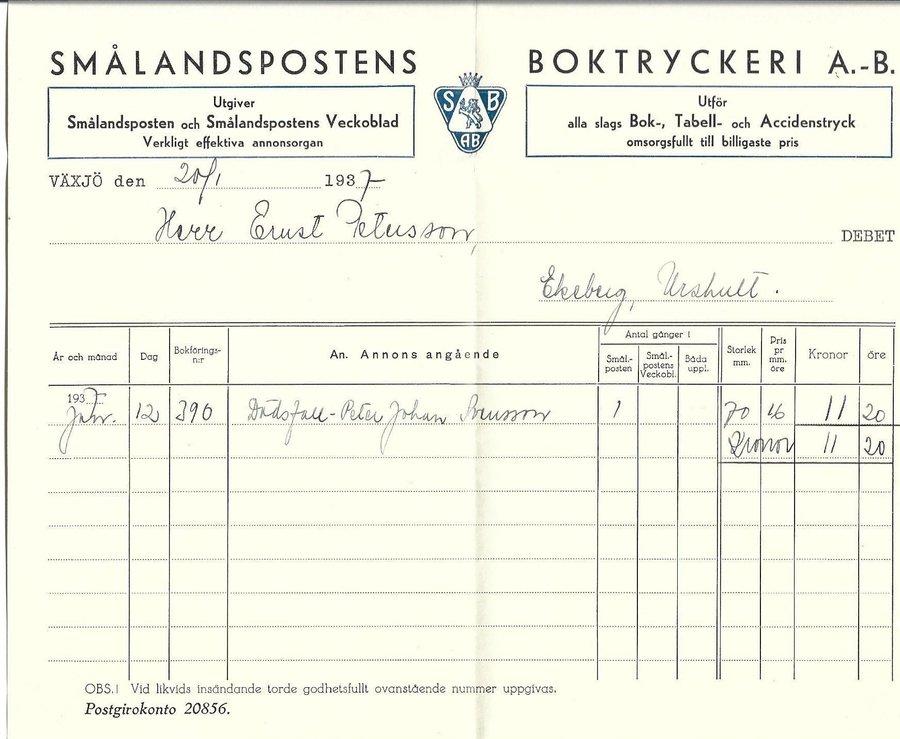 SMÅLANDSPOSTENS BOKTRYCKERI A.-B.
Utgiver
Smålandsposten och Smålandspostens Veckoblad
Verkligt effektiva annonsorgan
S B
AB
Utför
alla slags Bok-, Tabell- och Accidenstryck
omsorgsfullt till billigaste pris
VÄXJÖ den 20/1 1937
Herr Ernst Petersson, DEBET
Ekeberg, Urshult.
År och månad Dag Bokförings-n:r An. Annons angående Antal gånger i Smål.-posten Smål.-postens Veckobl. Båda uppl. Storlek mm. Pris pr mm. öre Kronor öre
1937
Jan. 12 390 Dödsfall - Peter Johan Svensson 1 70 16 11 20
Kronor 11 20
OBS.! Vid likvids insändande torde godhetsfullt ovanstående nummer uppgivas.
Postgirokonto 20856.